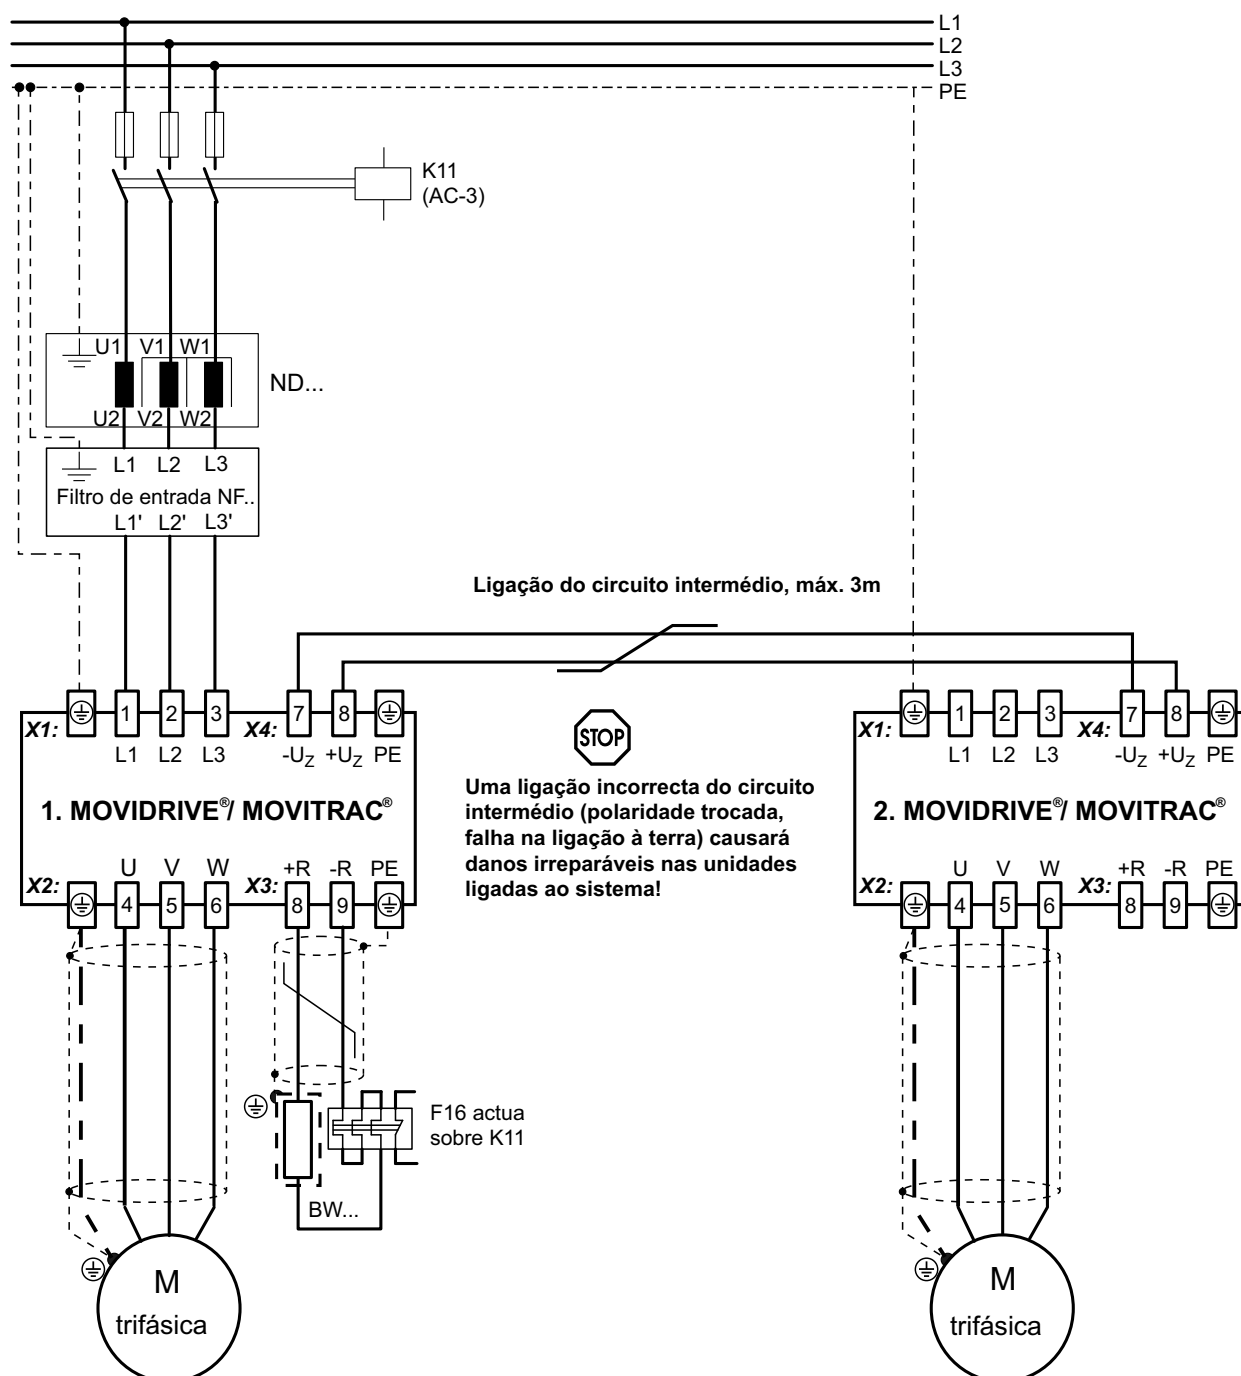 L1
L2
L3
PE
K11
(AC-3)
U1 V1 W1
ND...
U2 V2 W2
L1 L2 L3
Filtro de entrada NF..
L1' L2' L3'
Ligação do circuito intermédio, máx. 3m
X1: 1 2 3 X4: 7 8
L1 L2 L3 -UZ +UZ PE
1. MOVIDRIVE®/ MOVITRAC®
U V W +R -R PE
X2: 4 5 6 X3: 8 9
STOP
Uma ligação incorrecta do circuito
intermédio (polaridade trocada,
falha na ligação à terra) causará
danos irreparáveis nas unidades
ligadas ao sistema!
X1: 1 2 3 X4: 7 8
L1 L2 L3 -UZ +UZ PE
2. MOVIDRIVE®/ MOVITRAC®
U V W +R -R PE
X2: 4 5 6 X3: 8 9
F16 actua
sobre K11
BW...
M
trifásica
M
trifásica